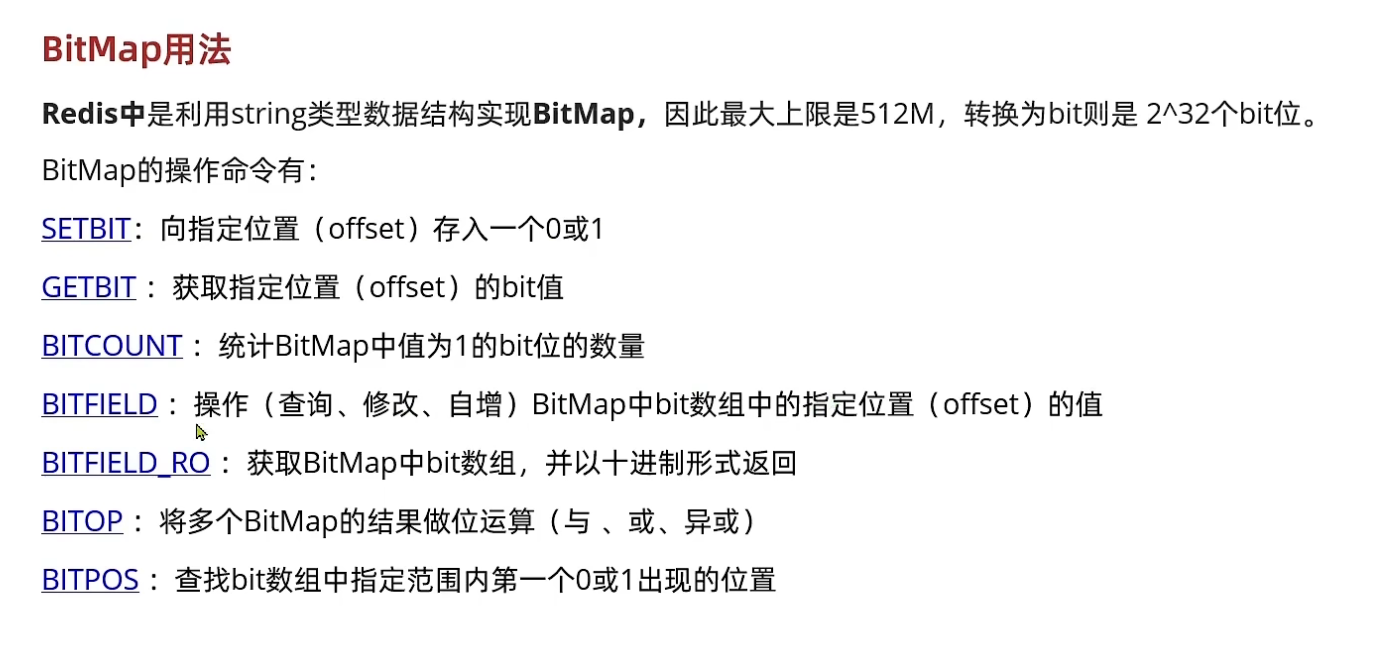 BitMap用法
Redis中是利用string类型数据结构实现BitMap，因此最大上限是512M，转换为bit则是 2^32个bit位。
BitMap的操作命令有：
SETBIT：向指定位置（offset）存入一个0或1
GETBIT ：获取指定位置（offset）的bit值
BITCOUNT ：统计BitMap中值为1的bit位的数量
BITFIELD ：操作（查询、修改、自增）BitMap中bit数组中的指定位置（offset）的值
BITFIELD_RO ：获取BitMap中bit数组，并以十进制形式返回
BITOP ：将多个BitMap的结果做位运算（与 、或、异或）
BITPOS ：查找bit数组中指定范围内第一个0或1出现的位置